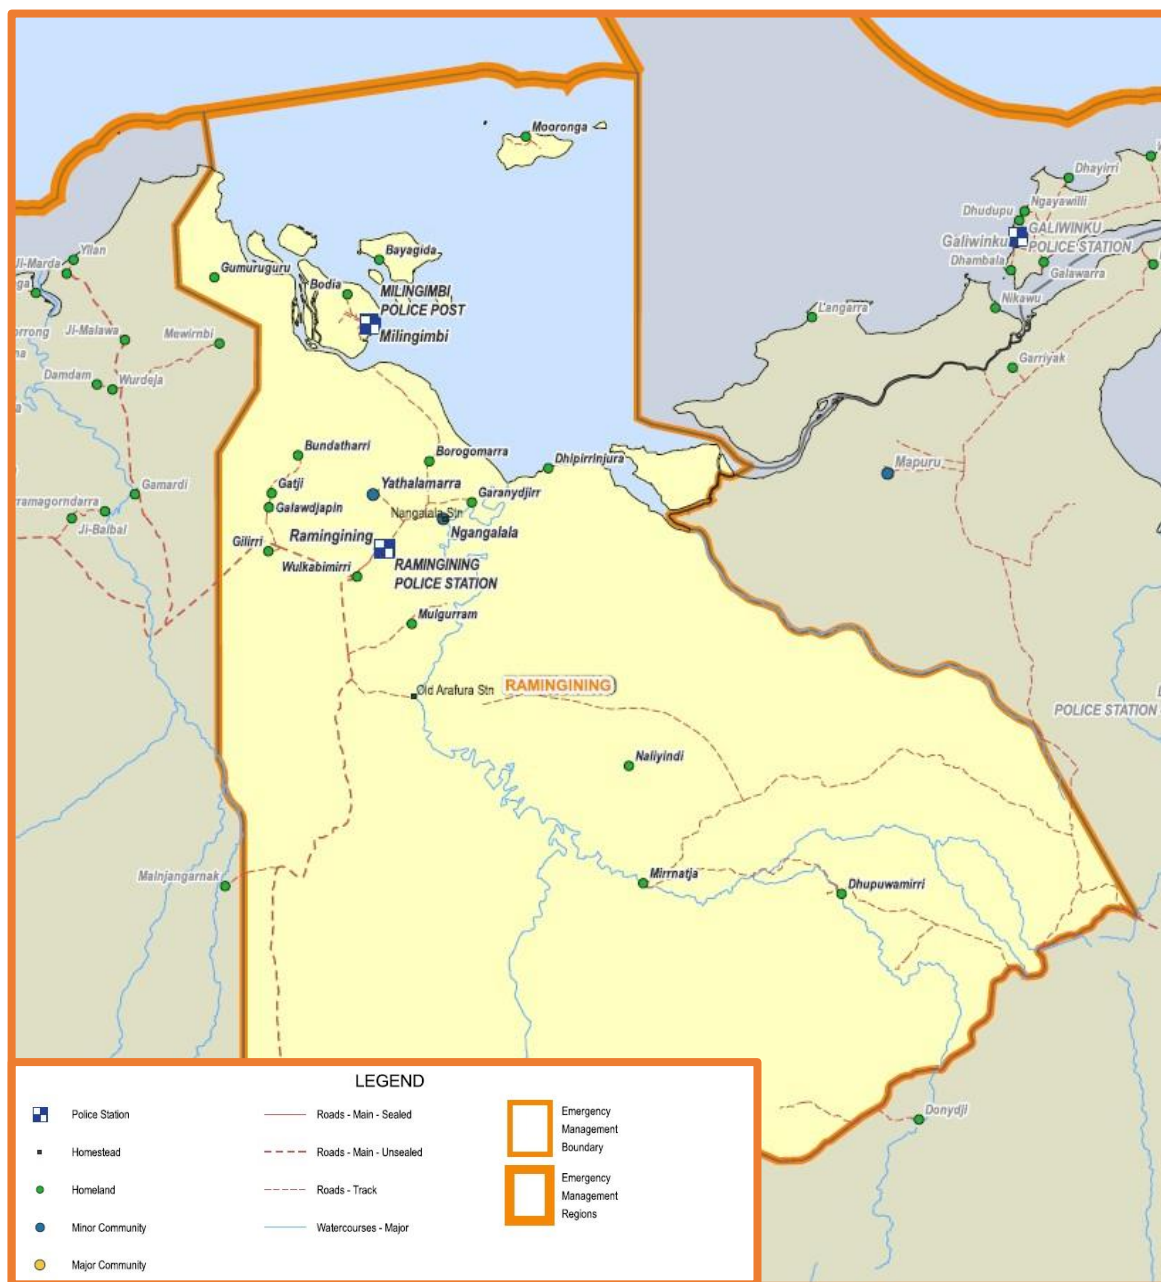 Mooronga
Dhayirri
Ngayawilli
Dhudupu
GALIWINKU
POLICE STATION
Galiwinku
Yilan
Ji-Marda
Gumuruguru
Bayagida
Bodia
Dhambala
Galawarra
MILINGIMBI
POLICE POST
Milingimbi
Langarra
Nikawu
Ji-Malawa
Mewirnbi
Garriyak
Damdam
Wurdeja
Bundatharri
Borogomarra
Dhipirrinjura
Mapuru
Gatji
Yathalamarra
Garanydjirr
Gamardi
Galawdjapin
Nangalala Stn
Ngangalala
ramagorndarra
Ji-Balbal
Gilirri
Ramingining
Wulkabimirri
RAMINGINING
POLICE STATION
Mulgurram
Old Arafura Stn
RAMINGINING
POLICE STATION
Naliyindi
Malnjangarnak
Mirrnatja
Dhupuwamirri
Donydji
LEGEND
Police Station
Homestead
Homeland
Minor Community
Major Community
Roads - Main - Sealed
Roads - Main - Unsealed
Roads - Track
Watercourses - Major
Emergency
Management
Boundary
Emergency
Management
Regions